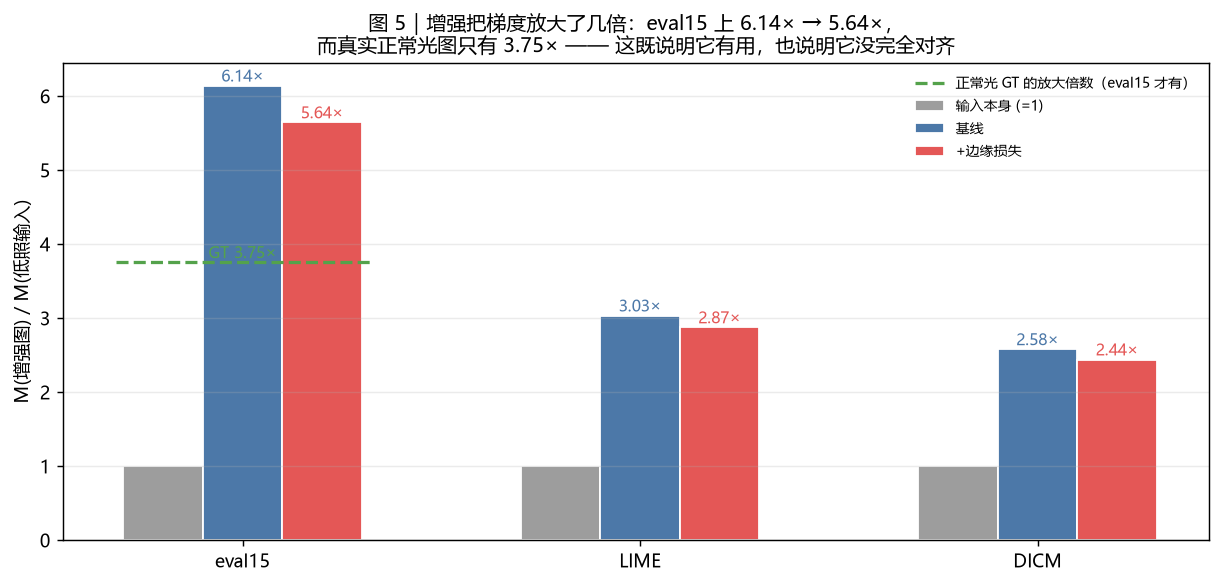 图 5 | 增强把梯度放大了几倍：eval15 上 6.14× → 5.64×，
而真实正常光图只有 3.75× —— 这既说明它有用，也说明它没完全对齐
M(增强图) / M(低照输入)
6
5
4
3
2
1
0
6.14×
5.64×
GT 3.75×
3.03×
2.87×
2.58×
2.44×
正常光 GT 的放大倍数（eval15 才有）
输入本身 (=1)
基线
+边缘损失
eval15
LIME
DICM